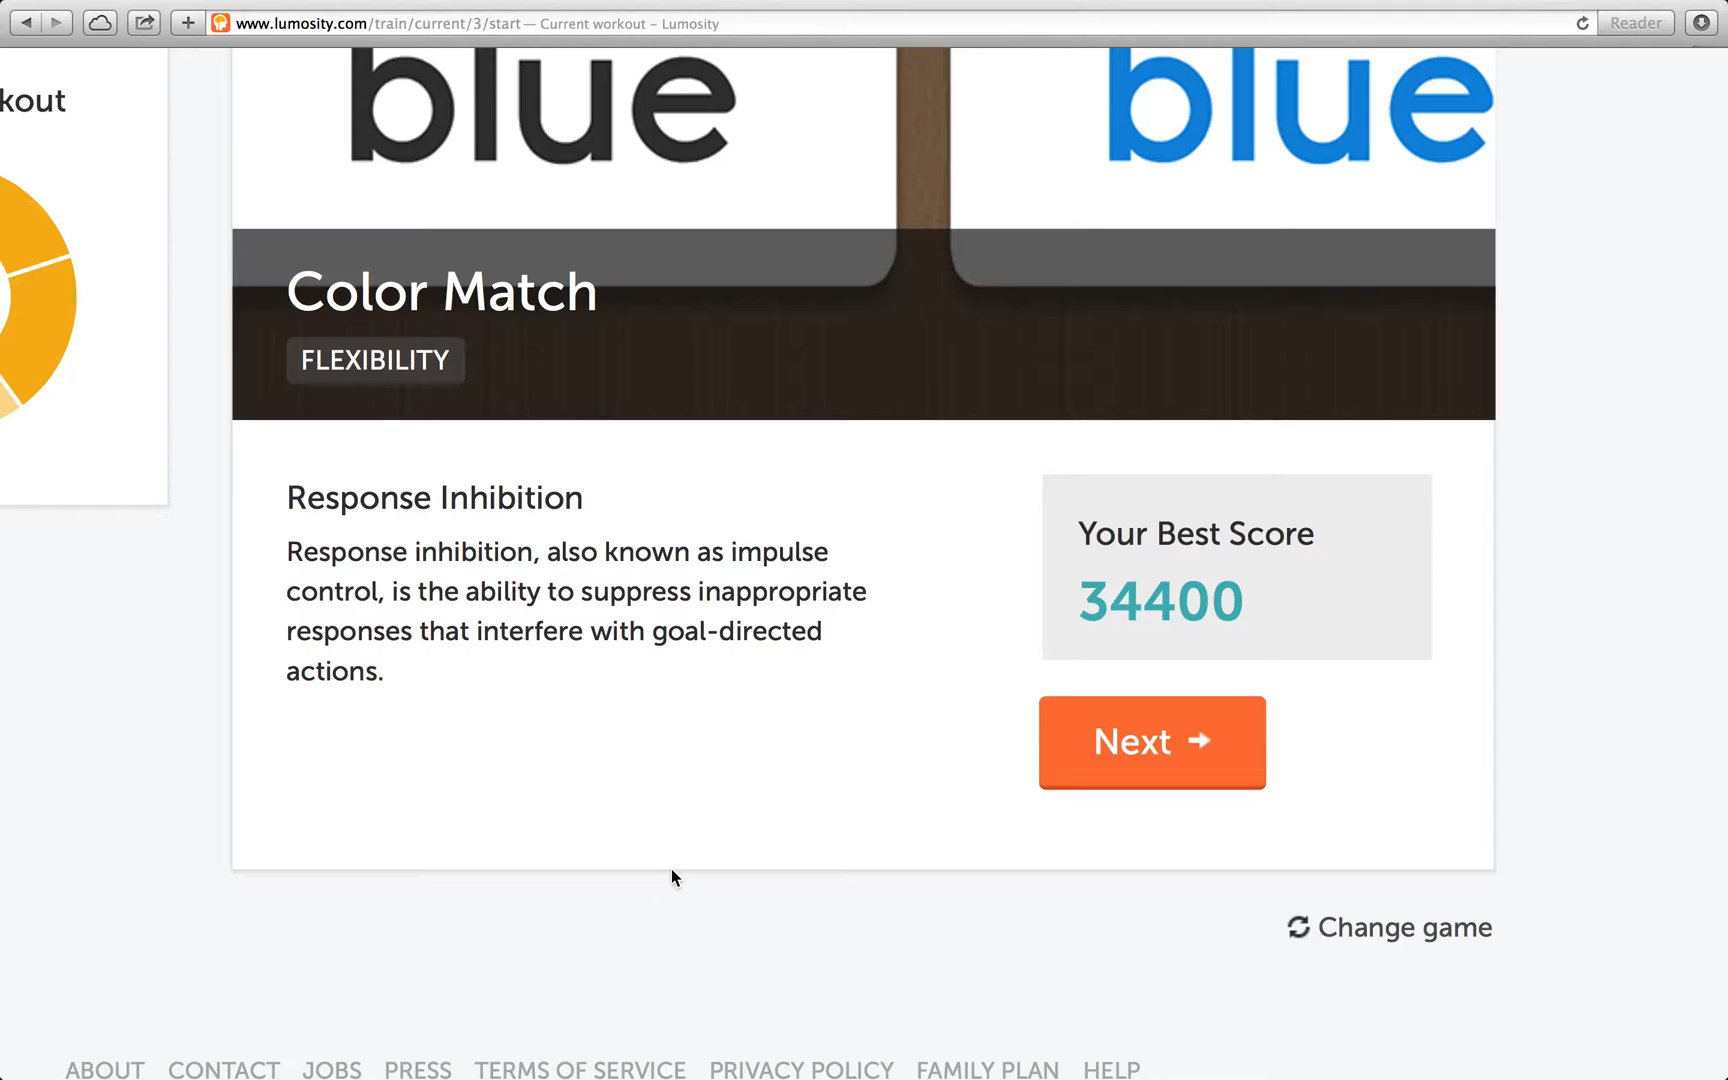 www.lumosity.com/train/current/3/start — Current workout – Lumosity
Reader
kout
blue
blue
Color Match
FLEXIBILITY
Response Inhibition
Response inhibition, also known as impulse
control, is the ability to suppress inappropriate
responses that interfere with goal-directed
actions.
Your Best Score
34400
Next
Change game
ABOUT CONTACT JOBS PRESS TERMS OF SERVICE PRIVACY POLICY FAMILY PLAN HELP